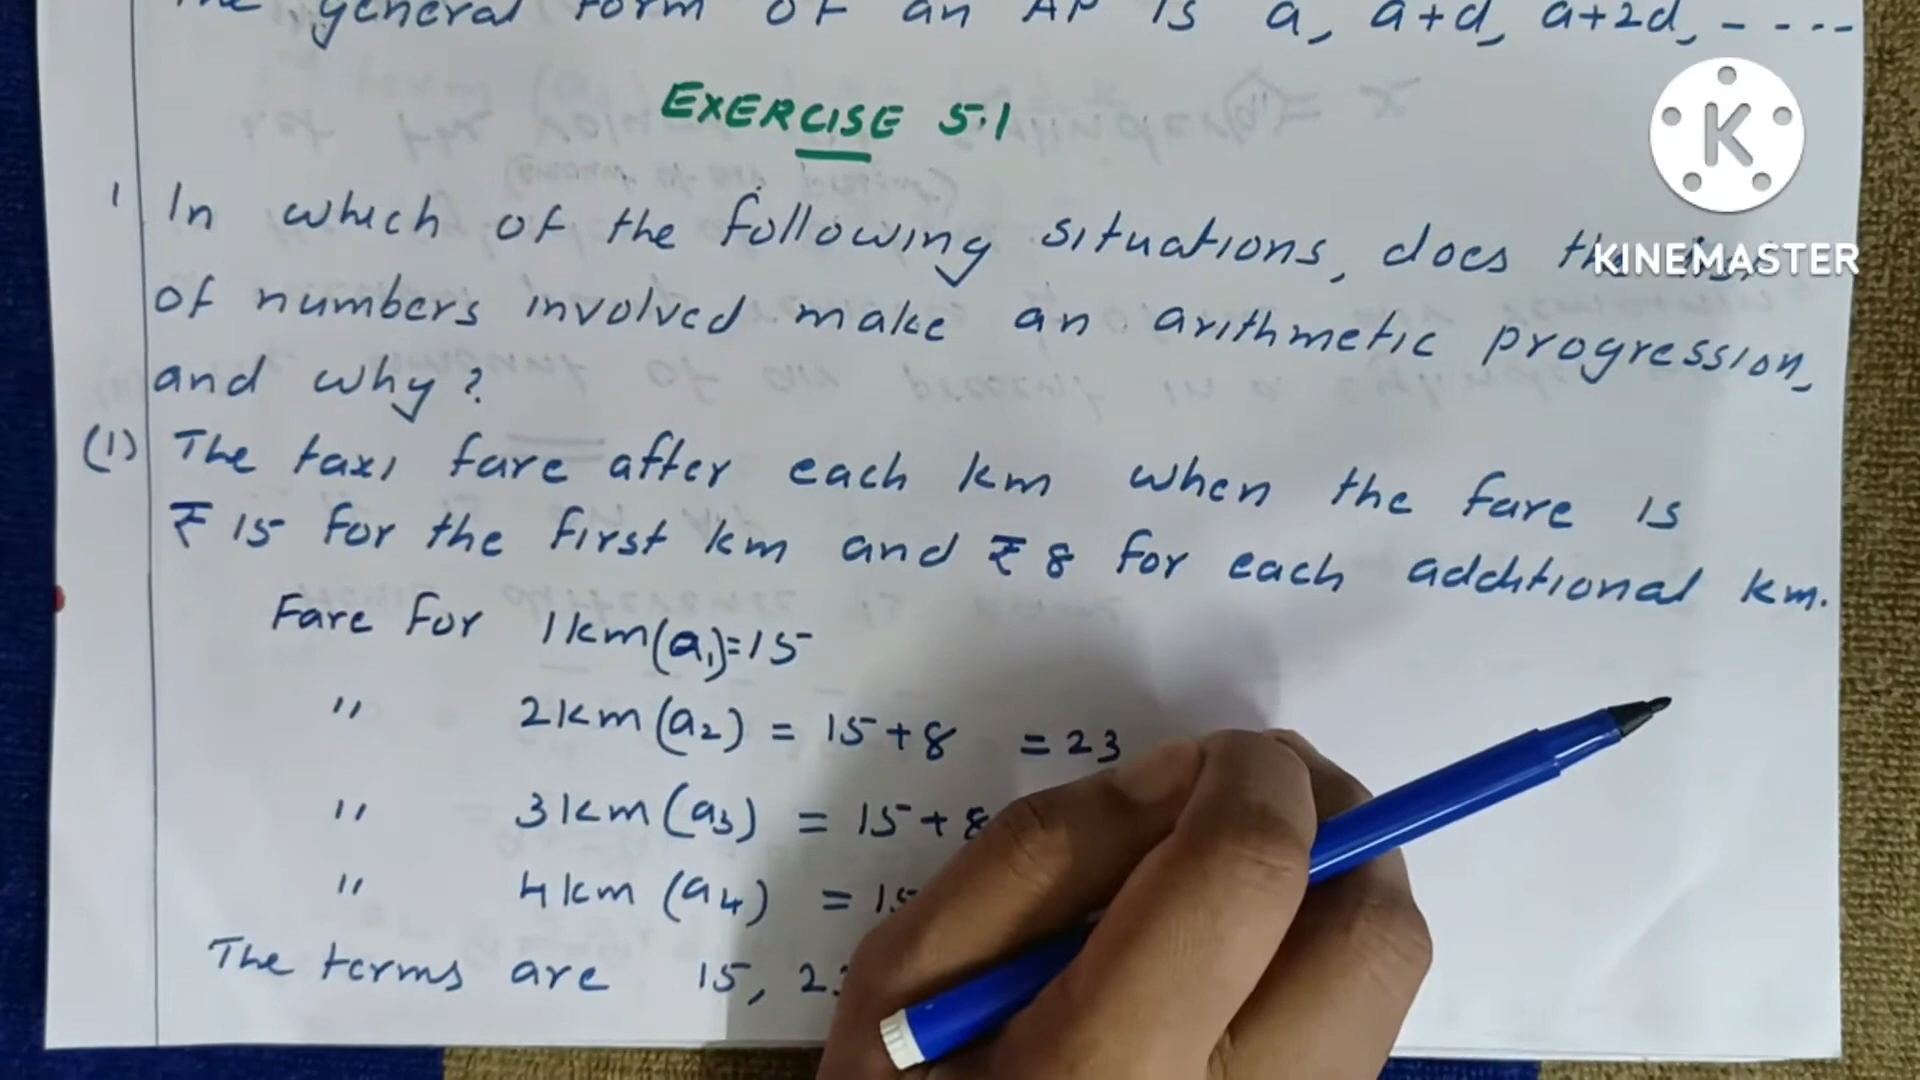 general form of an AP is a, a+d, a+2d, ----
EXERCISE 5.1
K
KINEMASTER
1. In which of the following situations, does the
of numbers involved make an arithmetic progression,
and why?
(1) The taxi fare after each km when the fare is
₹ 15 for the first km and ₹ 8 for each additional km.
Fare for 1km(a₁)=15
" 2km(a₂) = 15+8 = 23
" 3km(a₃) = 15+8
" 4km (a₄) = 15
The terms are 15, 23